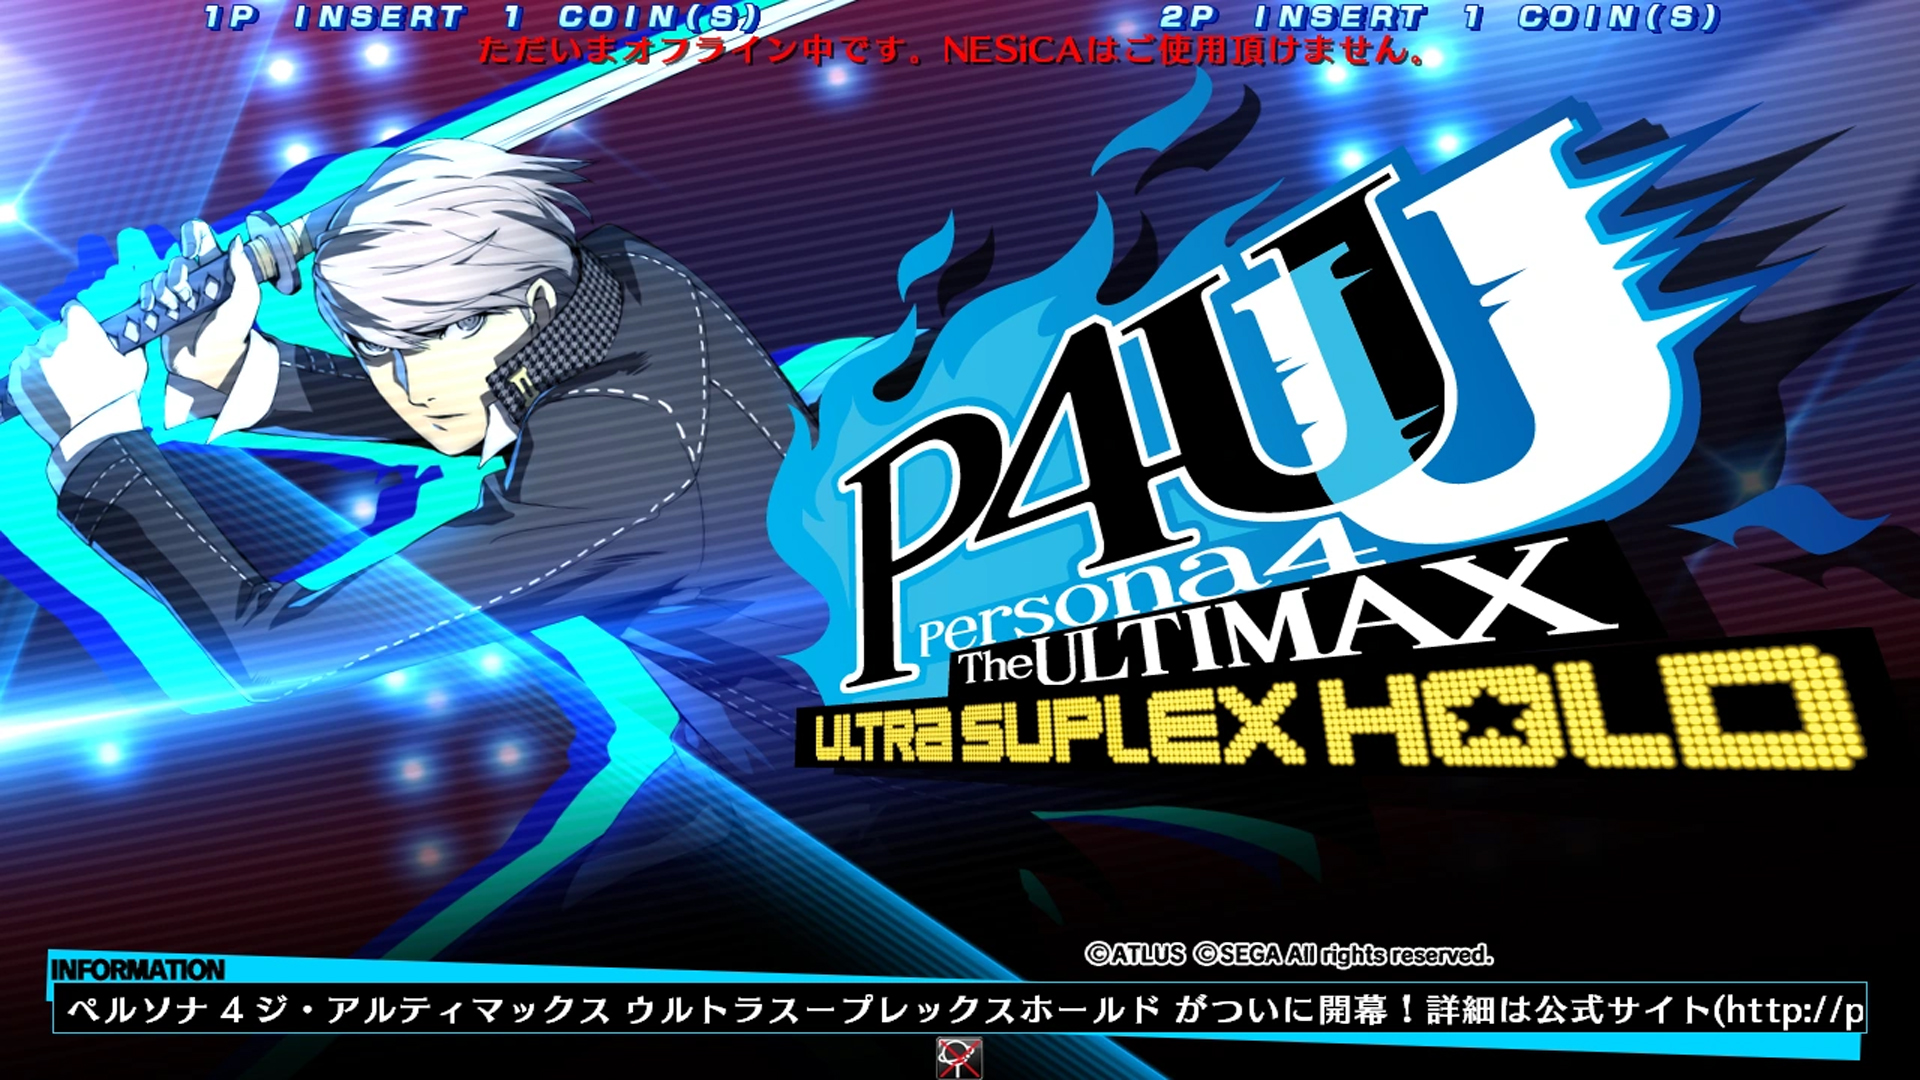 1P INSERT 1 COIN(S)
2P INSERT 1 COIN(S)
ただいまオフライン中です。NESiCAはご使用頂けません。
P4UU
Persona4
The ULTIMAX
ULTRA SUPLEX HOLD
©ATLUS ©SEGA All rights reserved.
INFORMATION
ペルソナ４ジ・アルティマックス ウルトラスープレックスホールド がついに開幕！詳細は公式サイト(http://p